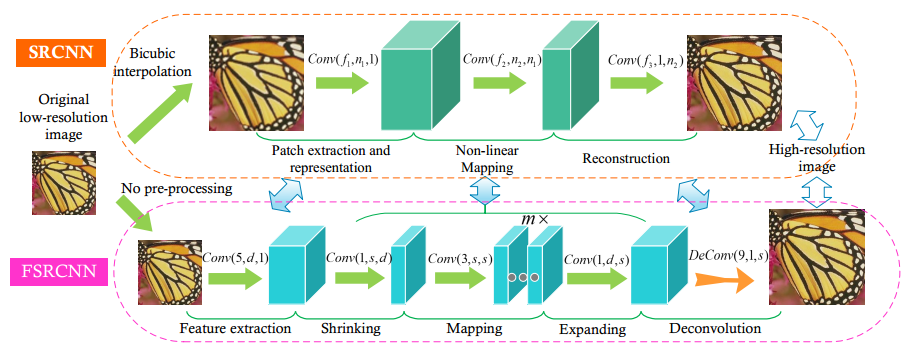 SRCNN
Bicubic
interpolation
Original
low-resolution
image
Conv(f₁,n₁,1)
Conv(f₂,n₂,n₁)
Conv(f₃,1,n₂)
Patch extraction and
representation
Non-linear
Mapping
Reconstruction
High-resolution
image
No pre-processing
FSRCNN
m×
Conv(5,d,1)
Conv(1,s,d)
Conv(3,s,s)
Conv(1,d,s)
DeConv(9,1,s)
Feature extraction
Shrinking
Mapping
Expanding
Deconvolution